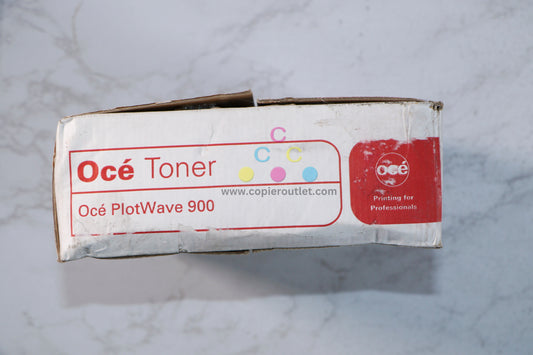 Océ Toner
Océ PlotWave 900
C
C C
www.copieroutlet.com
océ
Printing for
Professionals